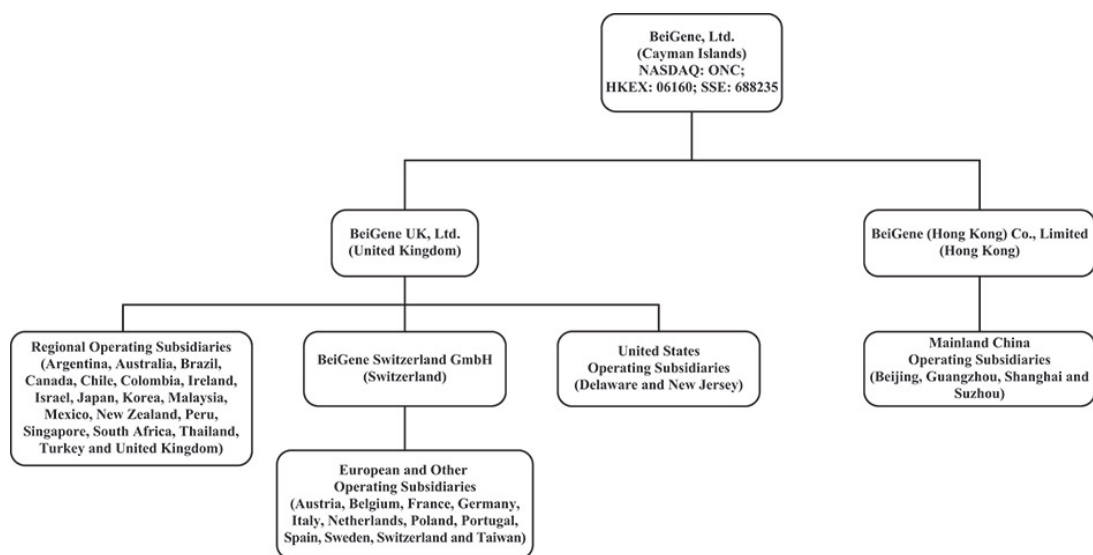 BeiGene, Ltd.
(Cayman Islands)
NASDAQ: ONC;
HKEX: 06160; SSE: 688235
BeiGene UK, Ltd.
(United Kingdom)
BeiGene (Hong Kong) Co., Limited
(Hong Kong)
Regional Operating Subsidiaries
(Argentina, Australia, Brazil,
Canada, Chile, Colombia, Ireland,
Israel, Japan, Korea, Malaysia,
Mexico, New Zealand, Peru,
Singapore, South Africa, Thailand,
Turkey and United Kingdom)
BeiGene Switzerland GmbH
(Switzerland)
United States
Operating Subsidiaries
(Delaware and New Jersey)
Mainland China
Operating Subsidiaries
(Beijing, Guangzhou, Shanghai and
Suzhou)
European and Other
Operating Subsidiaries
(Austria, Belgium, France, Germany,
Italy, Netherlands, Poland, Portugal,
Spain, Sweden, Switzerland and Taiwan)